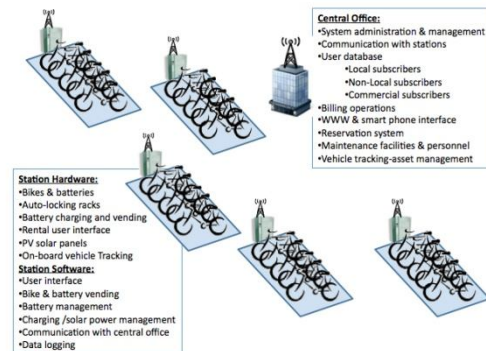 Central Office:
•System administration & management
•Communication with stations
•User database
•Local subscribers
•Non-Local subscribers
•Commercial subscribers
•Billing operations
•WWW & smart phone interface
•Reservation system
•Maintenance facilities & personnel
•Vehicle tracking-asset management
Station Hardware:
•Bikes & batteries
•Auto-locking racks
•Battery charging and vending
•Rental user interface
•PV solar panels
•On-board vehicle Tracking
Station Software:
•User interface
•Bike & battery vending
•Battery management
•Charging /solar power management
•Communication with central office
•Data logging